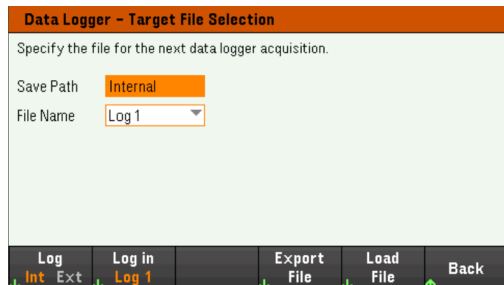 Data Logger – Target File Selection
Specify the file for the next data logger acquisition.
Save Path Internal
File Name Log 1
Log Log in Export Load
Int Ext Log 1 File File Back